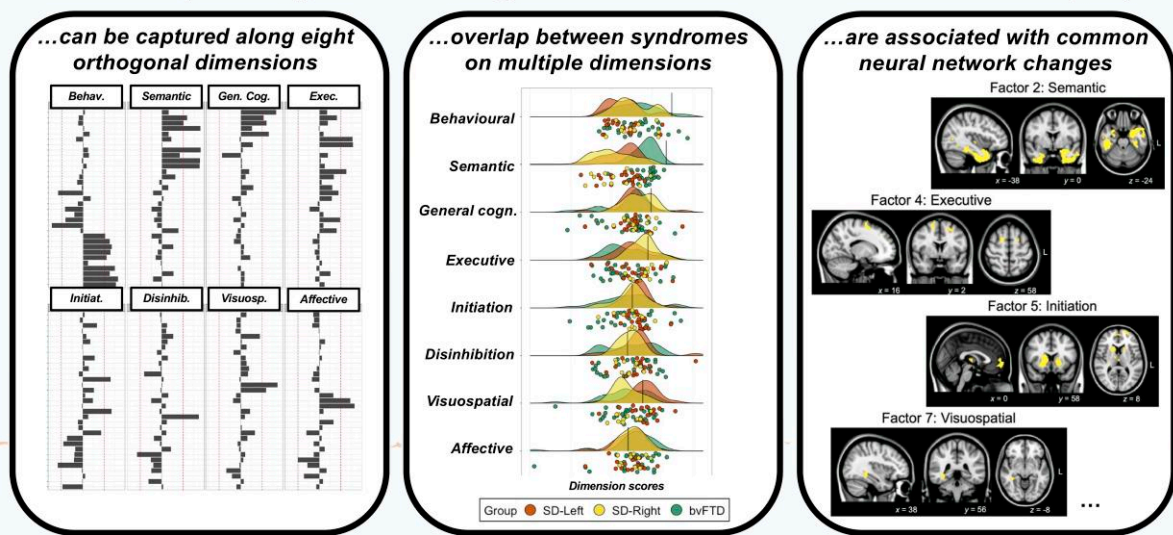 ...can be captured along eight
orthogonal dimensions
Behav. Semantic Gen. Cog. Exec.
Initiat. Disinhib. Visuosp. Affective
...overlap between syndromes
on multiple dimensions
Behavioural
Semantic
General cogn.
Executive
Initiation
Disinhibition
Visuospatial
Affective
Dimension scores
Group SD-Left SD-Right bvFTD
...are associated with common
neural network changes
Factor 2: Semantic
L
x = -38 y = 0 z = -24
Factor 4: Executive
L
x = 16 y = 2 z = 58
Factor 5: Initiation
L
x = 0 y = 58 z = 8
Factor 7: Visuospatial
L
x = 38 y = 56 z = -8
...